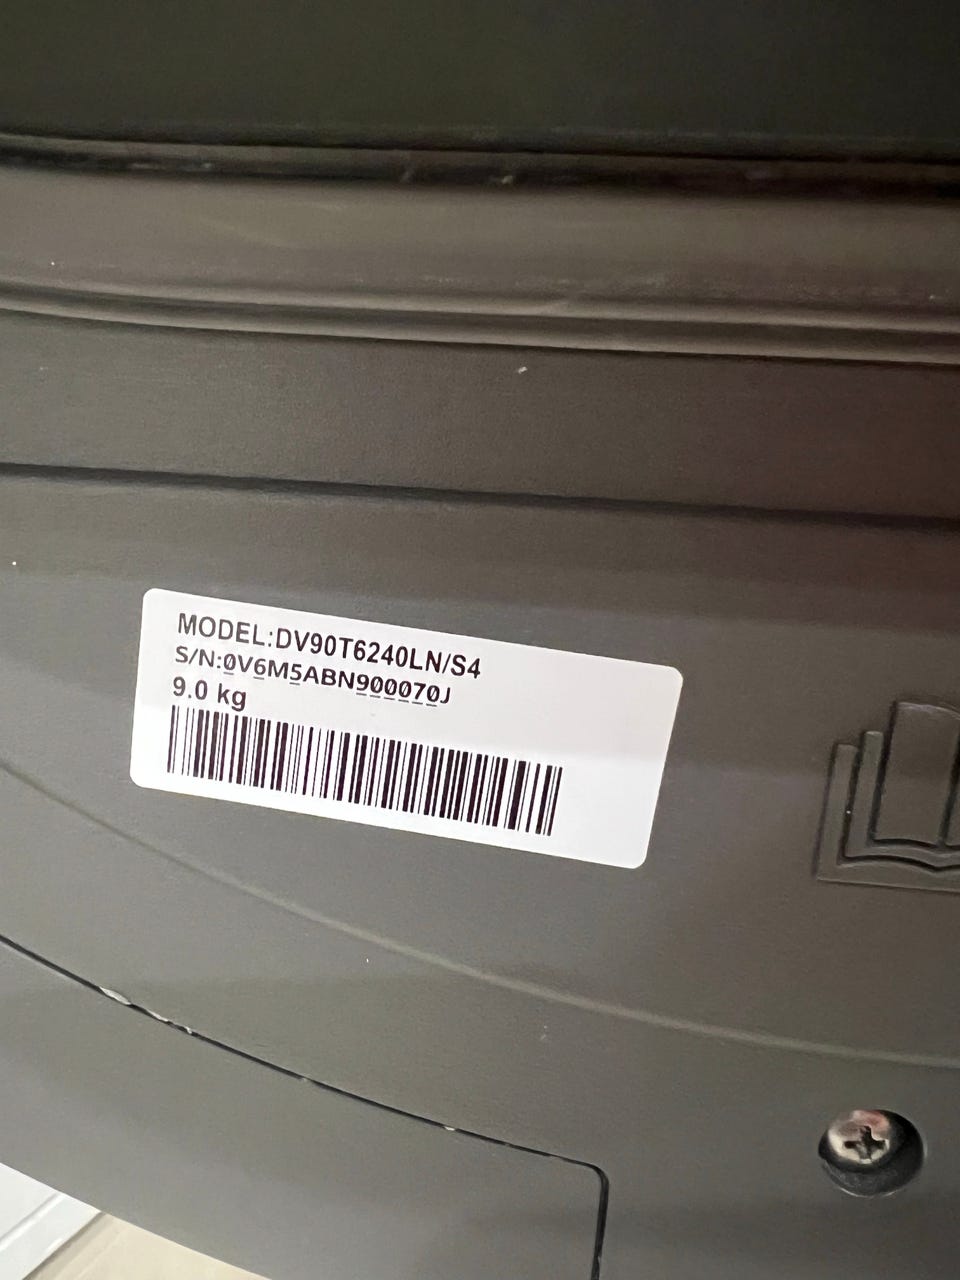 MODEL:DV90T6240LN/S4
S/N:0V6M5ABN900070J
9.0 kg